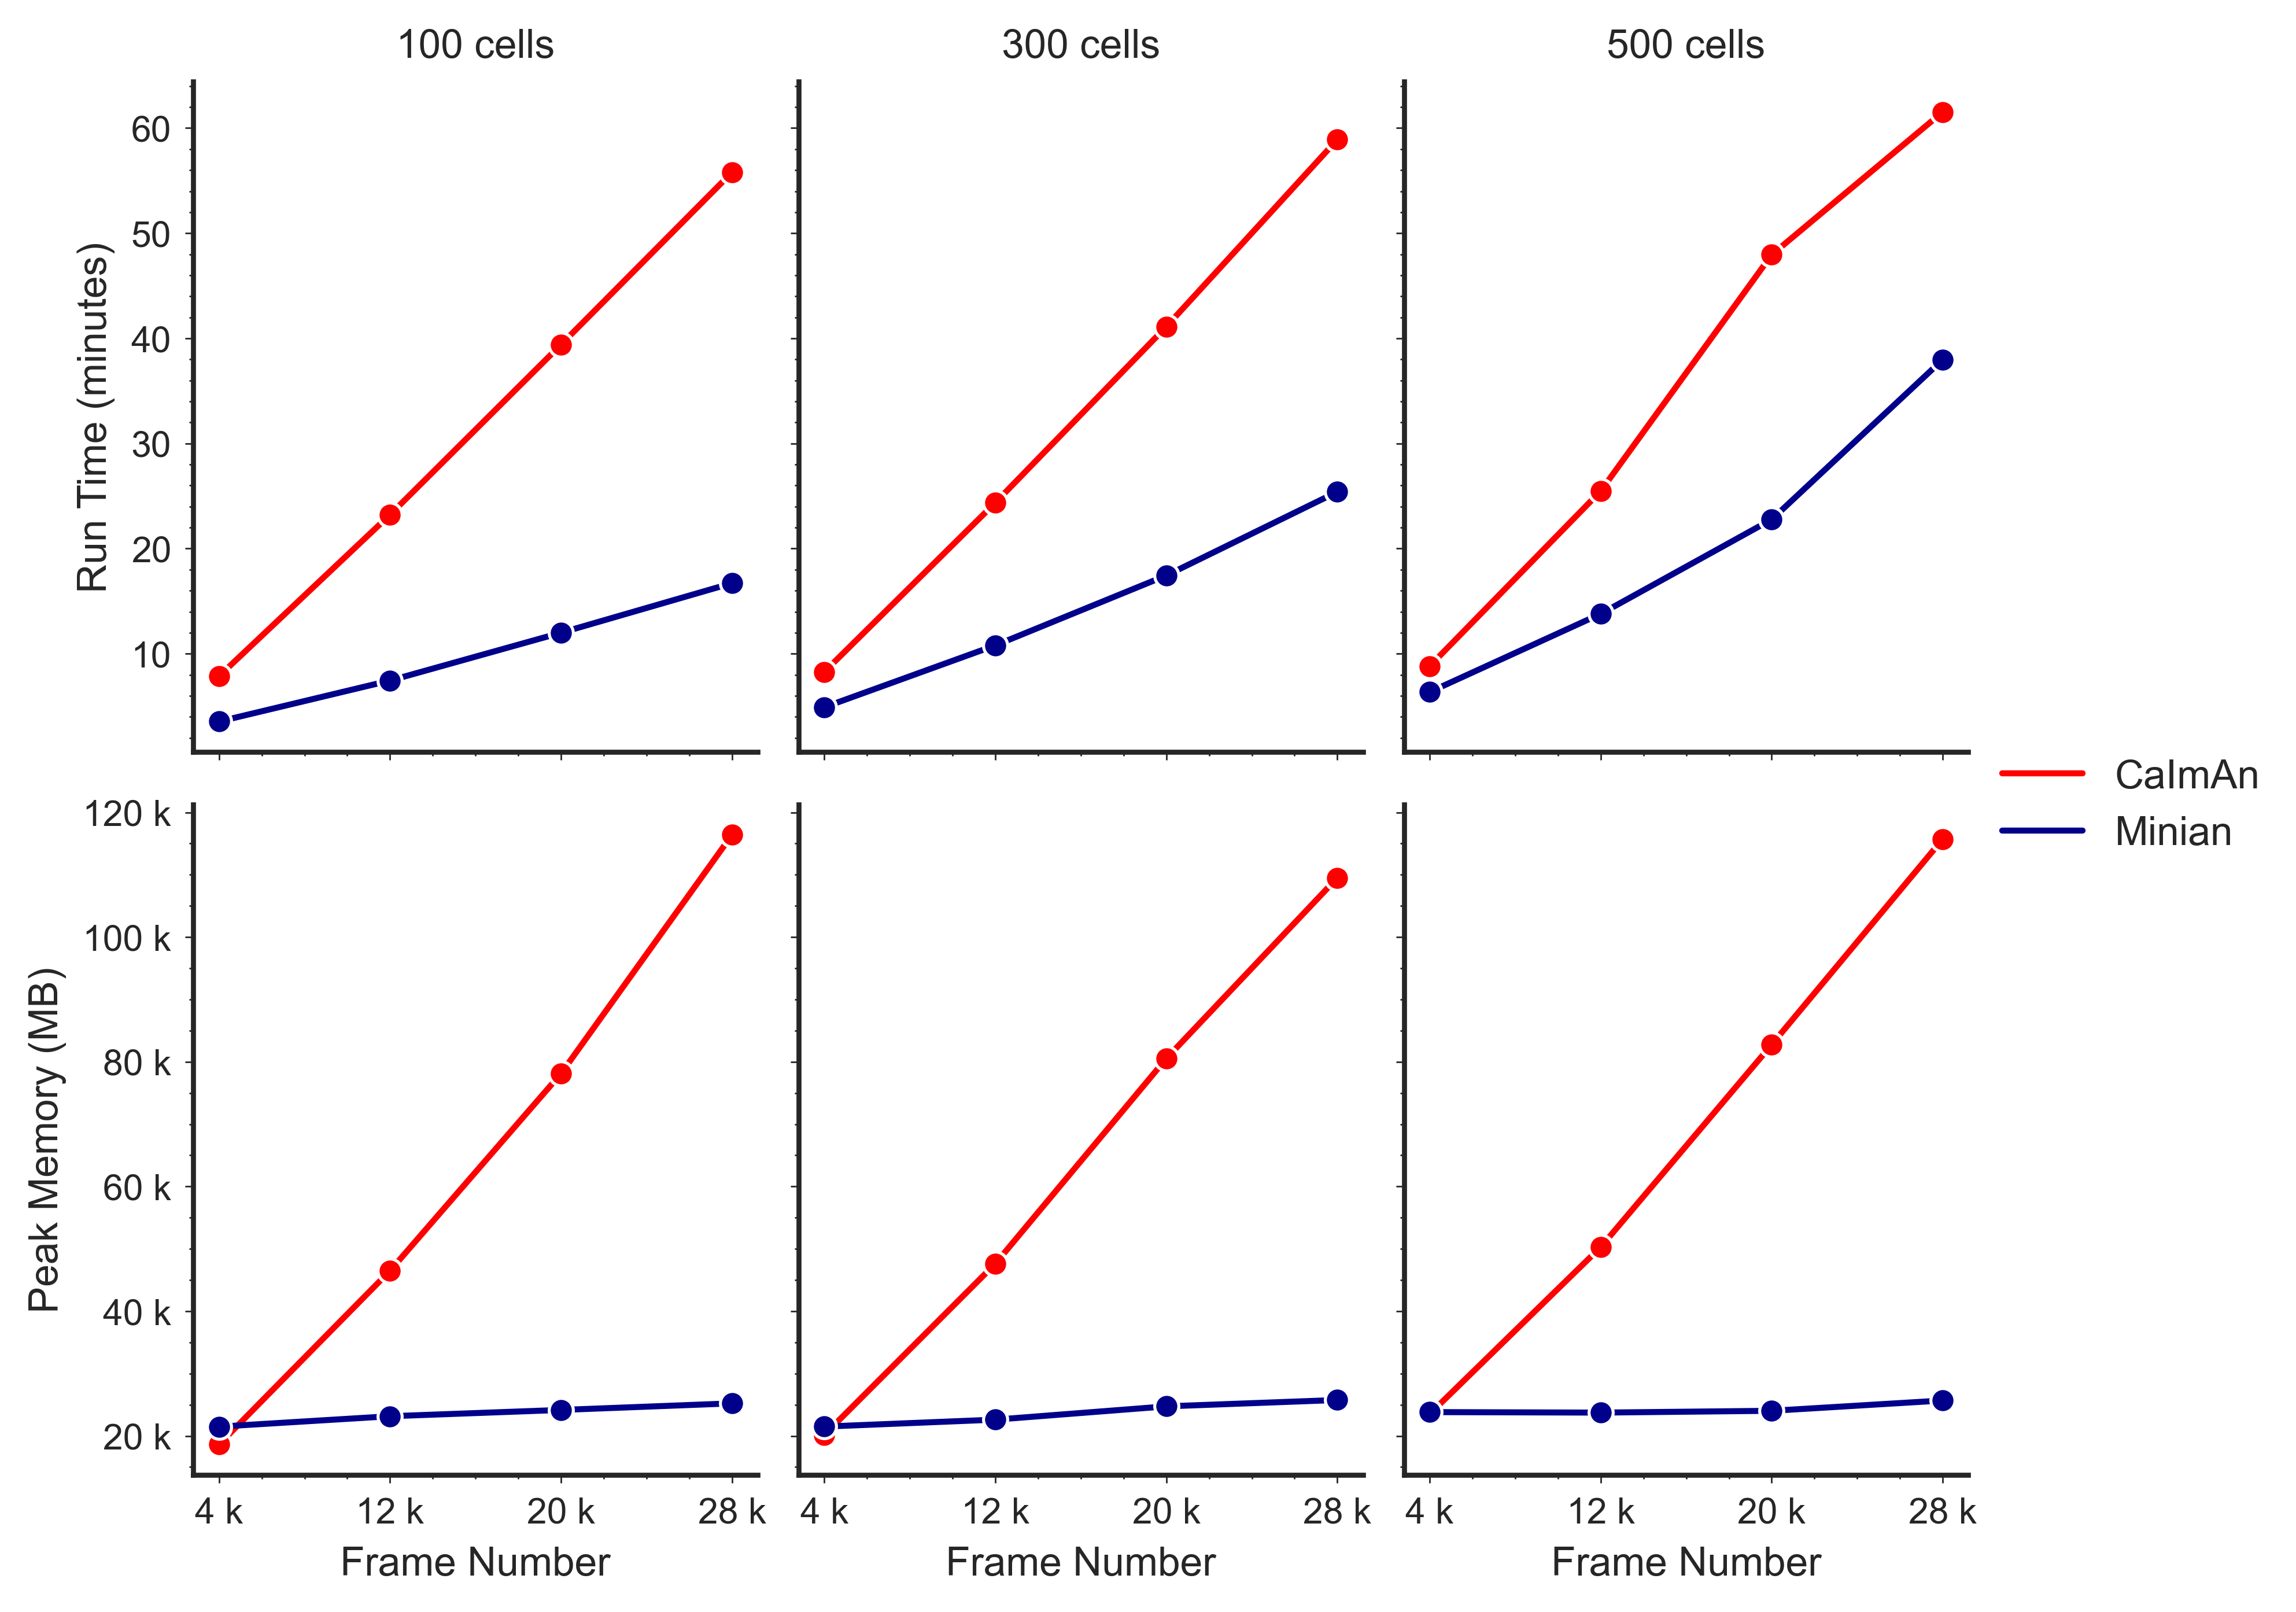 100 cells
300 cells
500 cells
Run Time (minutes)
60
50
40
30
20
10
CaImAn
Minian
Peak Memory (MB)
120 k
100 k
80 k
60 k
40 k
20 k
4 k 12 k 20 k 28 k
4 k 12 k 20 k 28 k
4 k 12 k 20 k 28 k
Frame Number
Frame Number
Frame Number